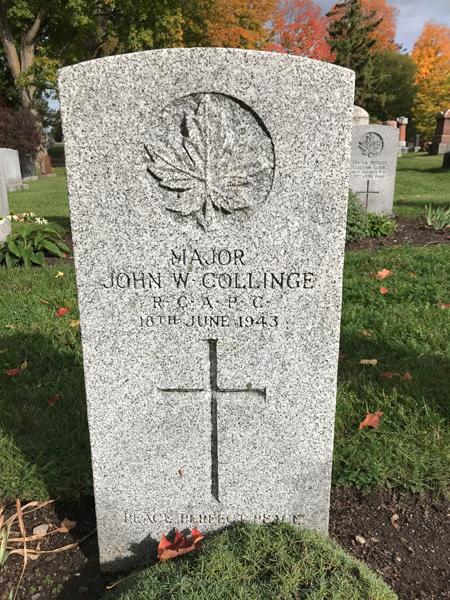 MAJOR
JOHN W. COLLINGE
R·C·A·P·C·
18TH JUNE 1943
PEACE PERFECT PEACE